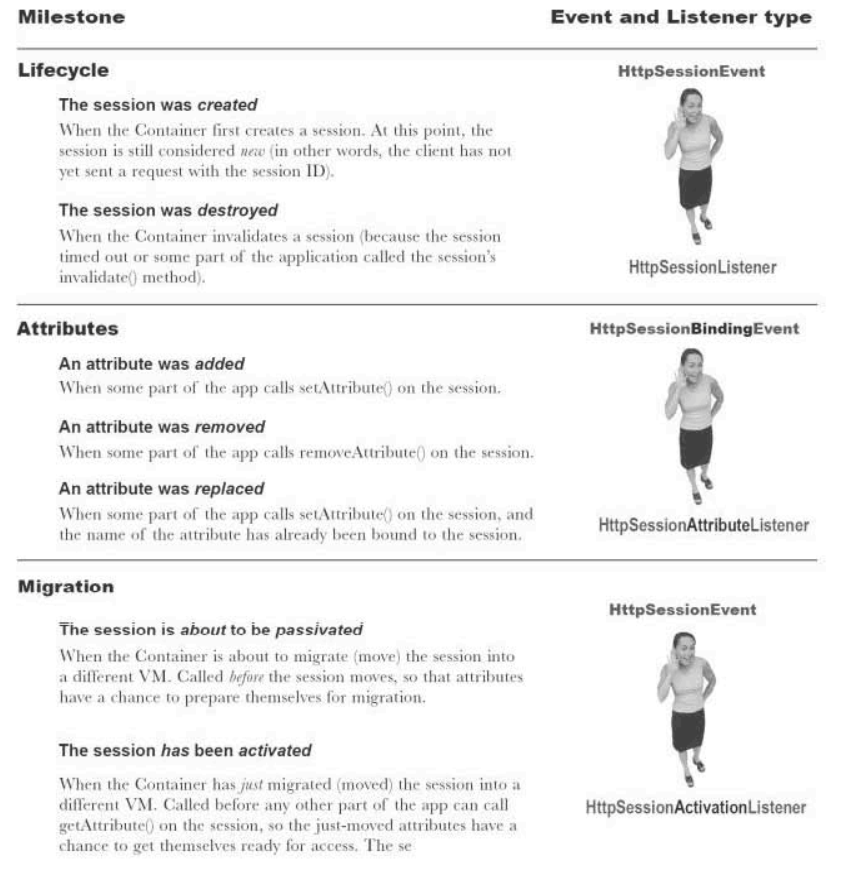 Milestone
Event and Listener type
Lifecycle
HttpSessionEvent
The session was created
When the Container first creates a session. At this point, the
session is still considered new (in other words, the client has not
yet sent a request with the session ID).
The session was destroyed
When the Container invalidates a session (because the session
timed out or some part of the application called the session's
invalidate() method).
HttpSessionListener
Attributes
HttpSessionBindingEvent
An attribute was added
When some part of the app calls setAttribute() on the session.
An attribute was removed
When some part of the app calls removeAttribute() on the session.
An attribute was replaced
When some part of the app calls setAttribute() on the session, and
the name of the attribute has already been bound to the session.
HttpSessionAttributeListener
Migration
HttpSessionEvent
The session is about to be passivated
When the Container is about to migrate (move) the session into
a different VM. Called before the session moves, so that attributes
have a chance to prepare themselves for migration.
The session has been activated
When the Container has just migrated (moved) the session into a
different VM. Called before any other part of the app can call
getAttribute() on the session, so the just-moved attributes have a
chance to get themselves ready for access. The se
HttpSessionActivationListener